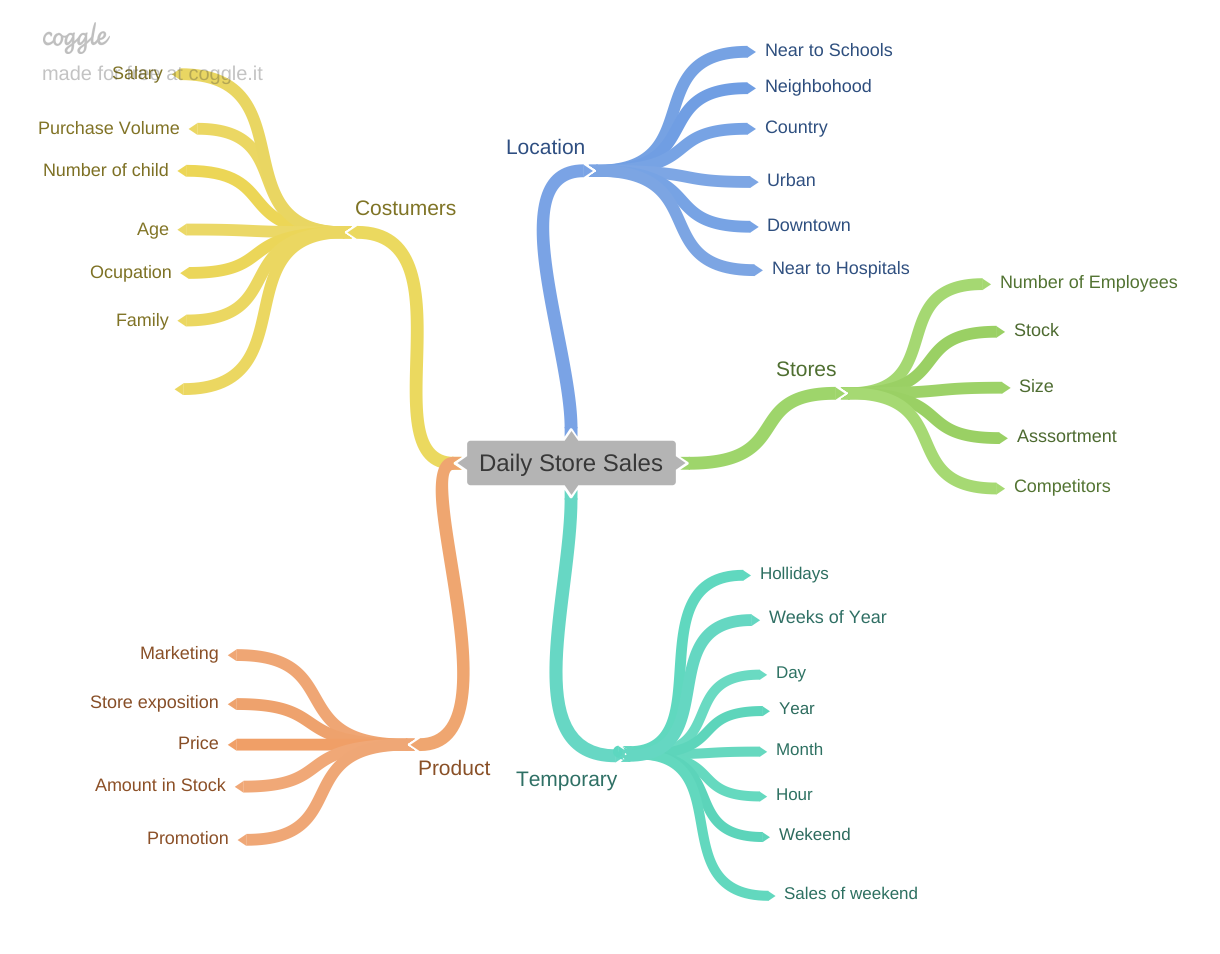 coggle
made for free at coggle.it
Salary
Purchase Volume
Number of child
Age
Ocupation
Family
Costumers
Location
Near to Schools
Neighbohood
Country
Urban
Downtown
Near to Hospitals
Stores
Number of Employees
Stock
Size
Asssortment
Competitors
Daily Store Sales
Marketing
Store exposition
Price
Amount in Stock
Promotion
Product
Temporary
Hollidays
Weeks of Year
Day
Year
Month
Hour
Wekeend
Sales of weekend